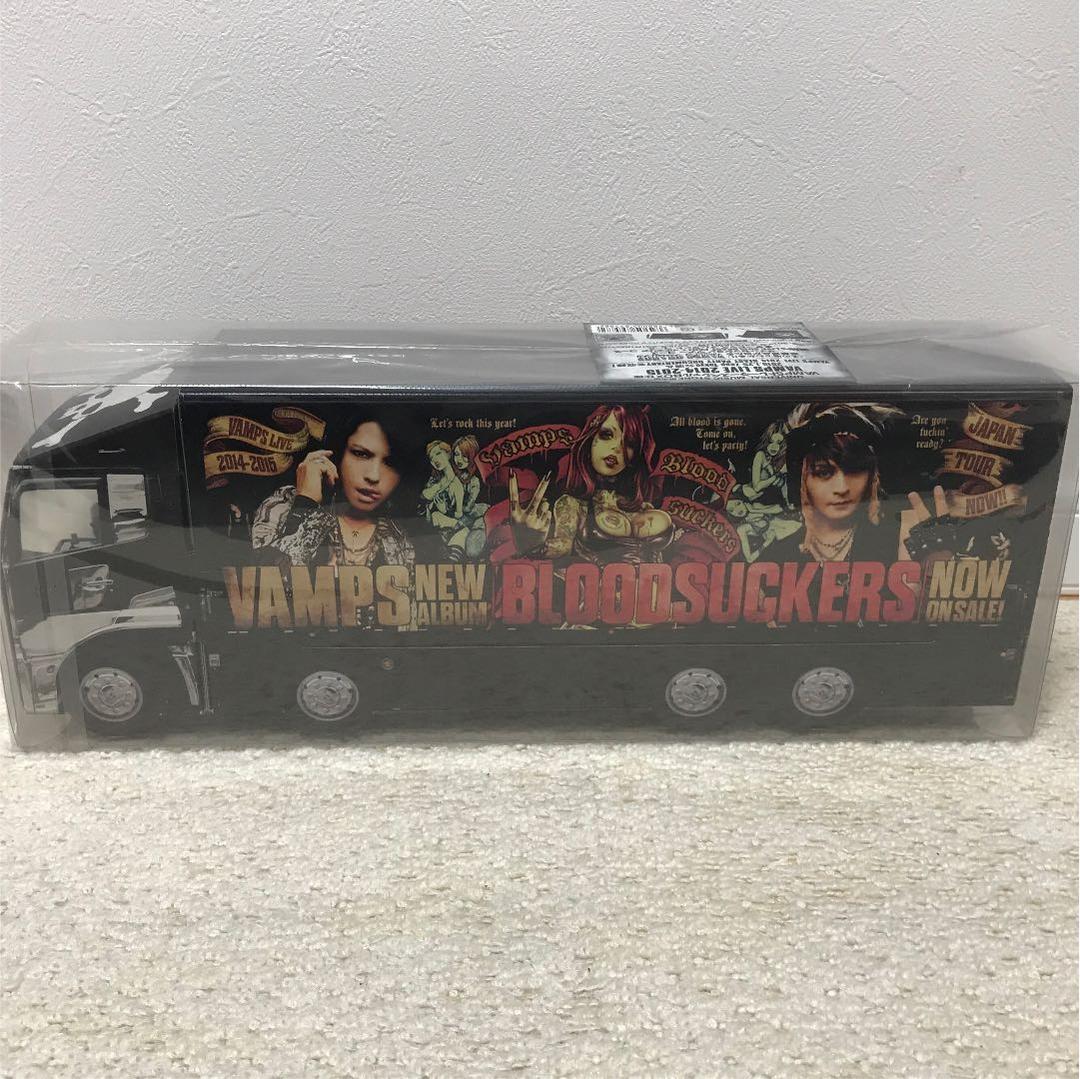 VAMPS LIVE 2014-2015
VAMPS LIVE
2014-2015
Let's rock this year!
Vamps
Blood
suckers
All blood is gone.
Come on,
let's party!
Are you
fuckin'
ready?
JAPAN
TOUR
NOW!!
VAMPS NEW
ALBUM
BLOODSUCKERS
NOW
ON SALE!